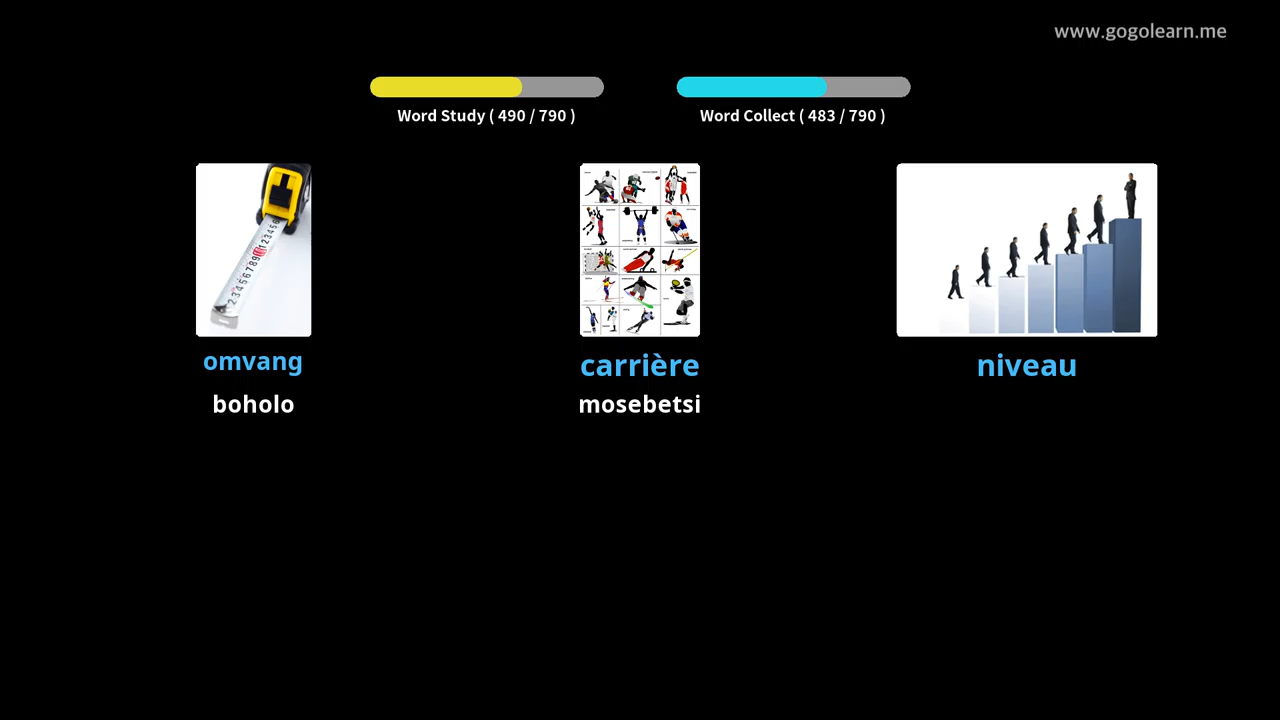 www.gogolearn.me
Word Study ( 490 / 790 )
Word Collect ( 483 / 790 )
omvang
carrière
niveau
boholo
mosebetsi